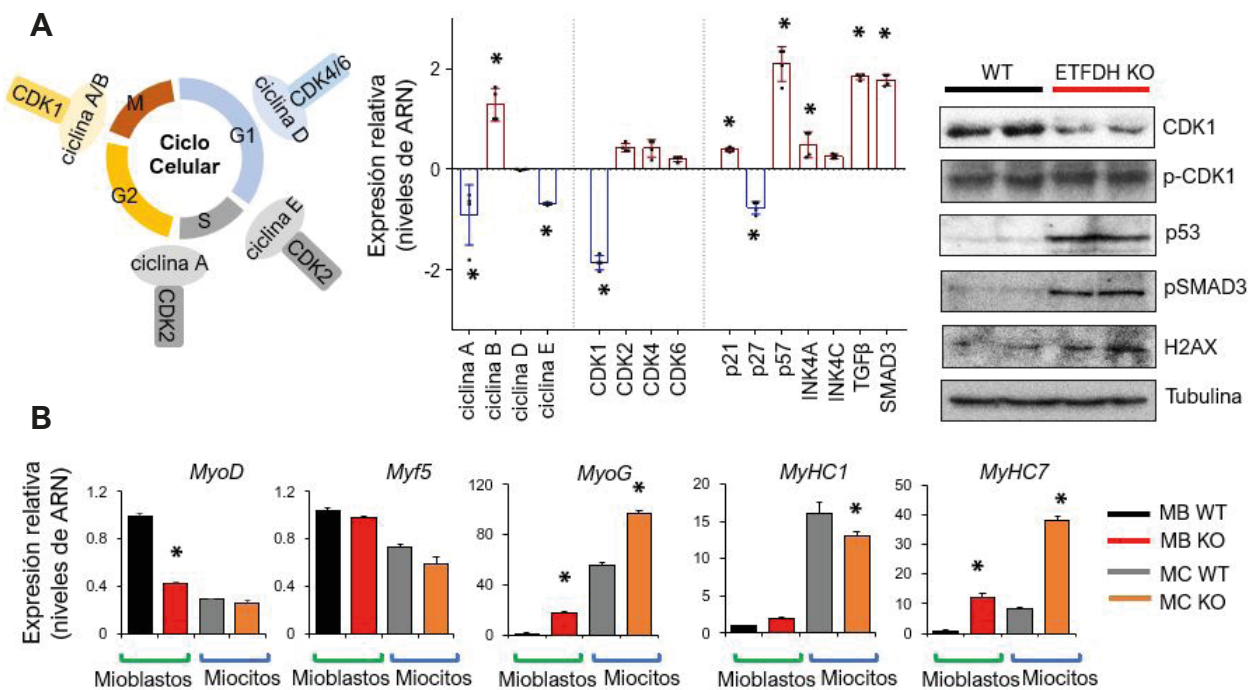 A
CDK1
ciclina A/B
M
ciclina D
CDK4/6
G1
Ciclo
Celular
G2
S
ciclina E
CDK2
ciclina A
CDK2
Expresión relativa
(niveles de ARN)
2
0
-2
*
*
*
*
*
*
*
*
*
*
ciclina A
ciclina B
ciclina D
ciclina E
CDK1
CDK2
CDK4
CDK6
p21
p27
p57
INK4A
INK4C
TGFβ
SMAD3
WT
ETFDH KO
CDK1
p-CDK1
p53
pSMAD3
H2AX
Tubulina
B
Expresión relativa
(niveles de ARN)
MyoD
1.2
0.8
0.4
0
*
Mioblastos Miocitos
Myf5
1.2
0.8
0.4
0
Mioblastos Miocitos
MyoG
120
80
40
0
*
*
Mioblastos Miocitos
MyHC1
20
15
10
5
0
*
Mioblastos Miocitos
MyHC7
50
40
30
20
10
0
*
*
Mioblastos Miocitos
MB WT
MB KO
MC WT
MC KO